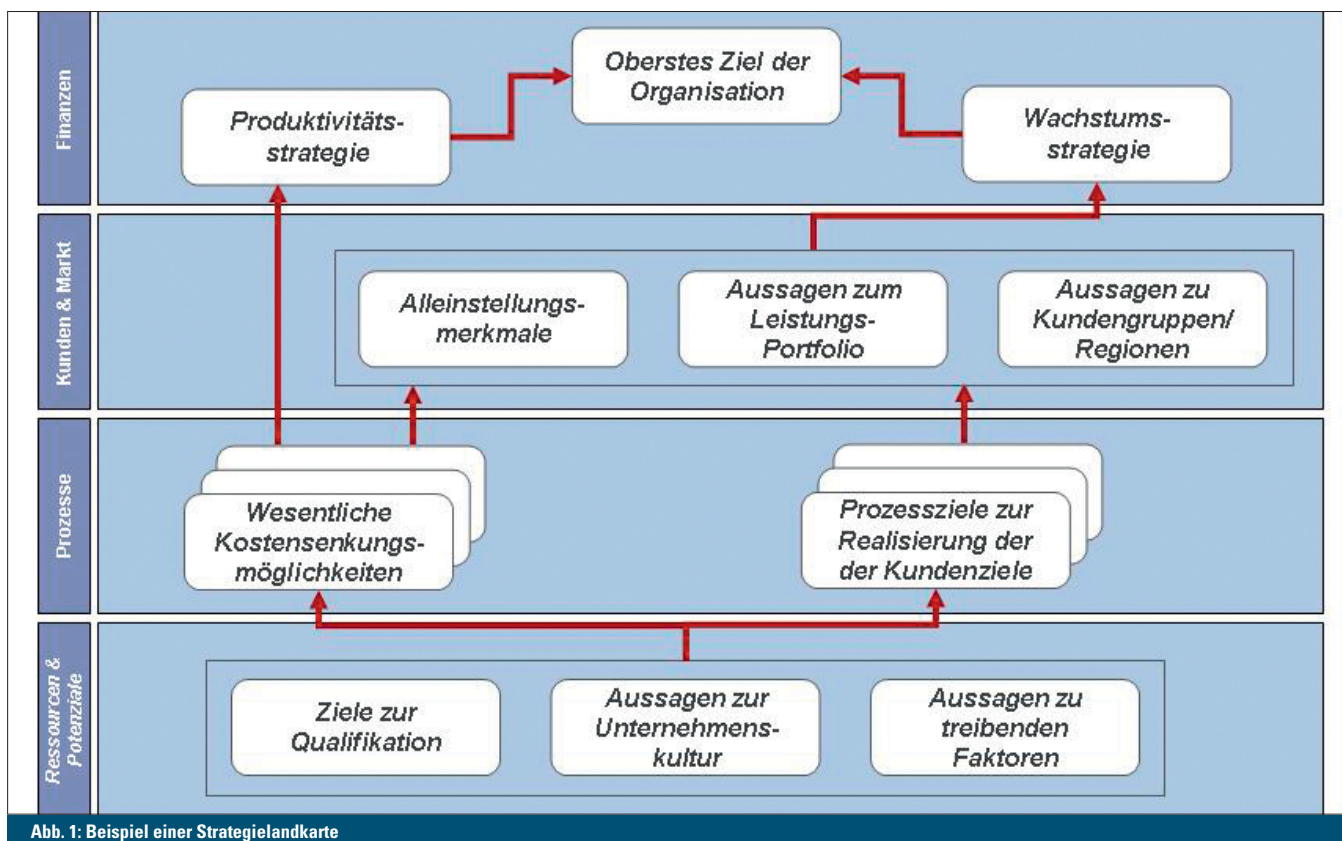 Finanzen
Oberstes Ziel der
Organisation
Produktivitäts-
strategie
Wachstums-
strategie
Kunden & Markt
Alleinstellungs-
merkmale
Aussagen zum
Leistungs-
Portfolio
Aussagen zu
Kundengruppen/
Regionen
Prozesse
Wesentliche
Kostensenkungs-
möglichkeiten
Prozessziele zur
Realisierung der
der Kundenziele
Ressourcen &
Potenziale
Ziele zur
Qualifikation
Aussagen zur
Unternehmens-
kultur
Aussagen zu
treibenden
Faktoren
Abb. 1: Beispiel einer Strategielandkarte